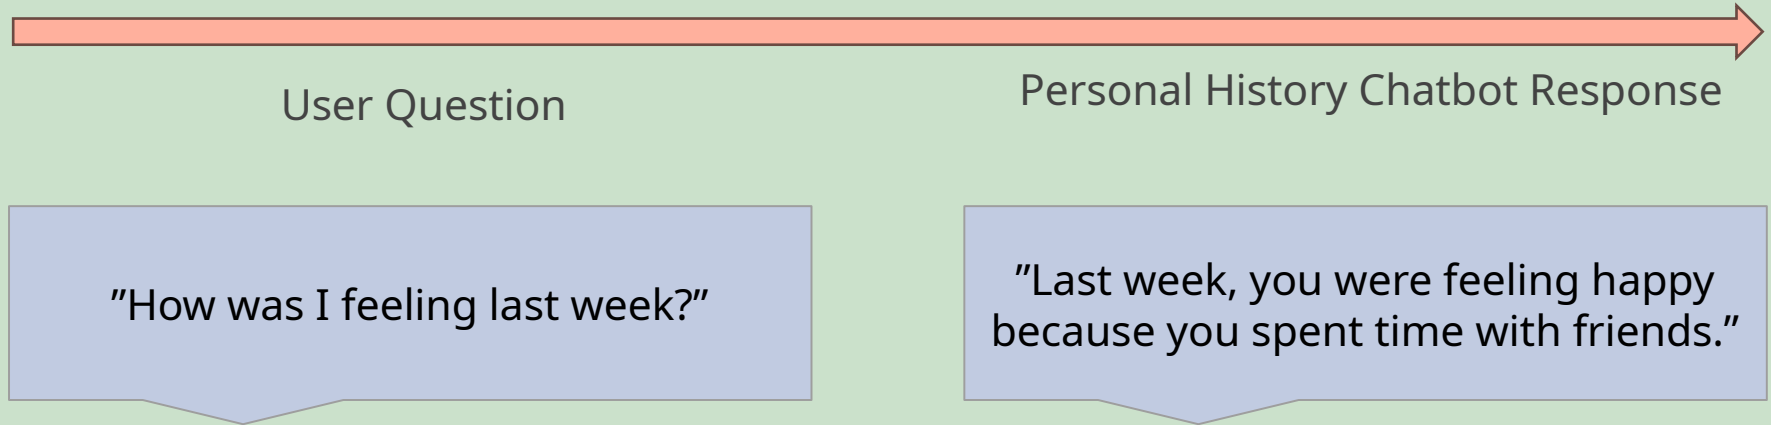 User Question
Personal History Chatbot Response
”How was I feeling last week?”
”Last week, you were feeling happy
because you spent time with friends.”